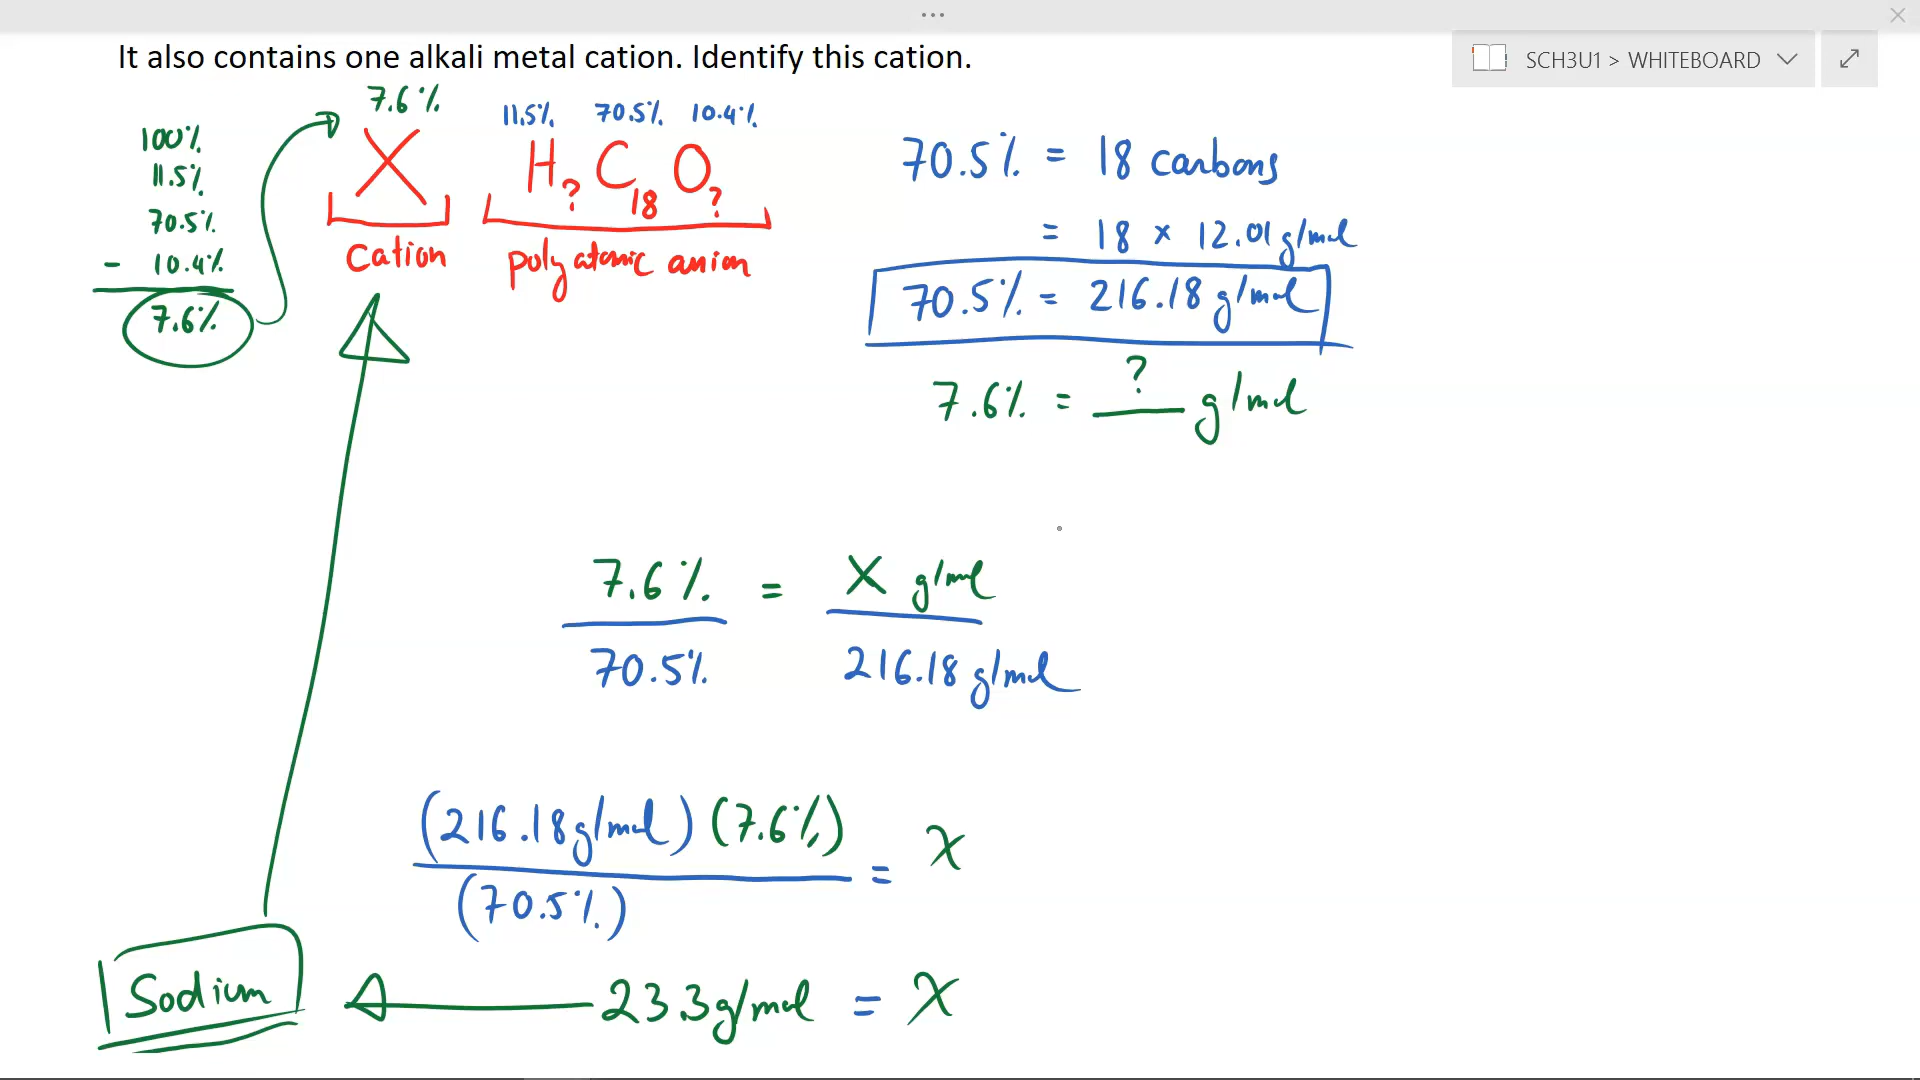 It also contains one alkali metal cation. Identify this cation.
SCH3U1 > WHITEBOARD
7.6%
100%
11.5%
70.5%
- 10.4%
7.6%
11.5% 70.5% 10.4%
X H? C18 O?
cation polyatomic anion
70.5% = 18 carbons
= 18 × 12.01 g/mol
70.5% = 216.18 g/mol
7.6% = ? g/mol
7.6% = X g/mol
70.5% 216.18 g/mol
(216.18 g/mol) (7.6%) = x
(70.5%)
Sodium 23.3 g/mol = x